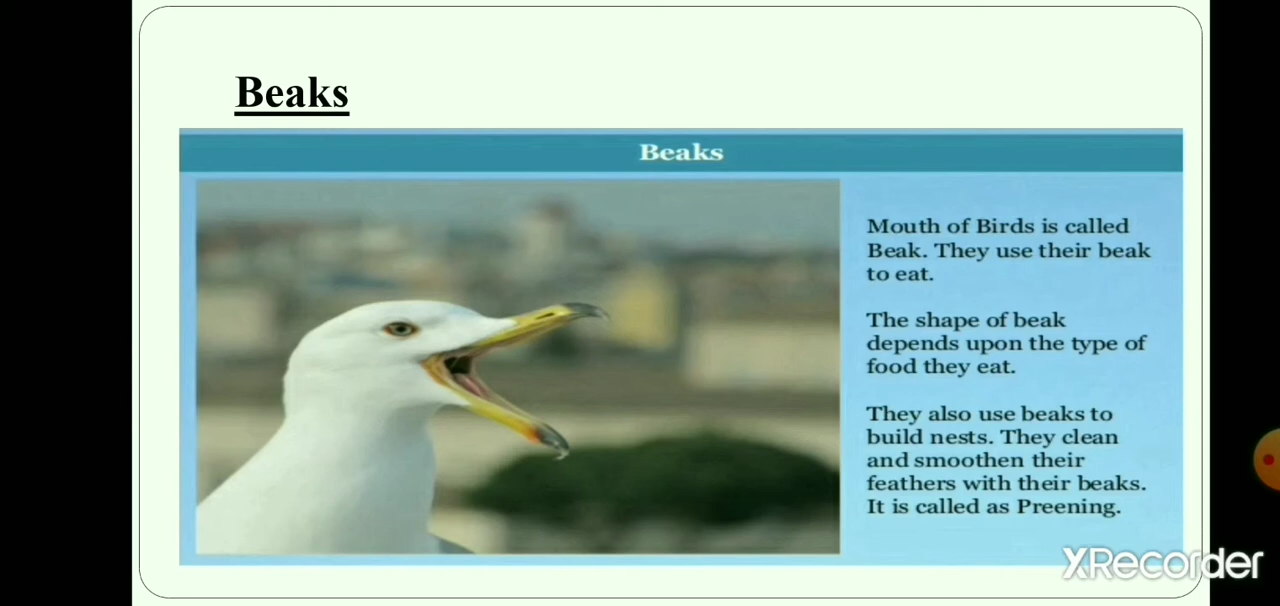 Beaks
Beaks
Mouth of Birds is called
Beak. They use their beak
to eat.
The shape of beak
depends upon the type of
food they eat.
They also use beaks to
build nests. They clean
and smoothen their
feathers with their beaks.
It is called as Preening.
XRecorder